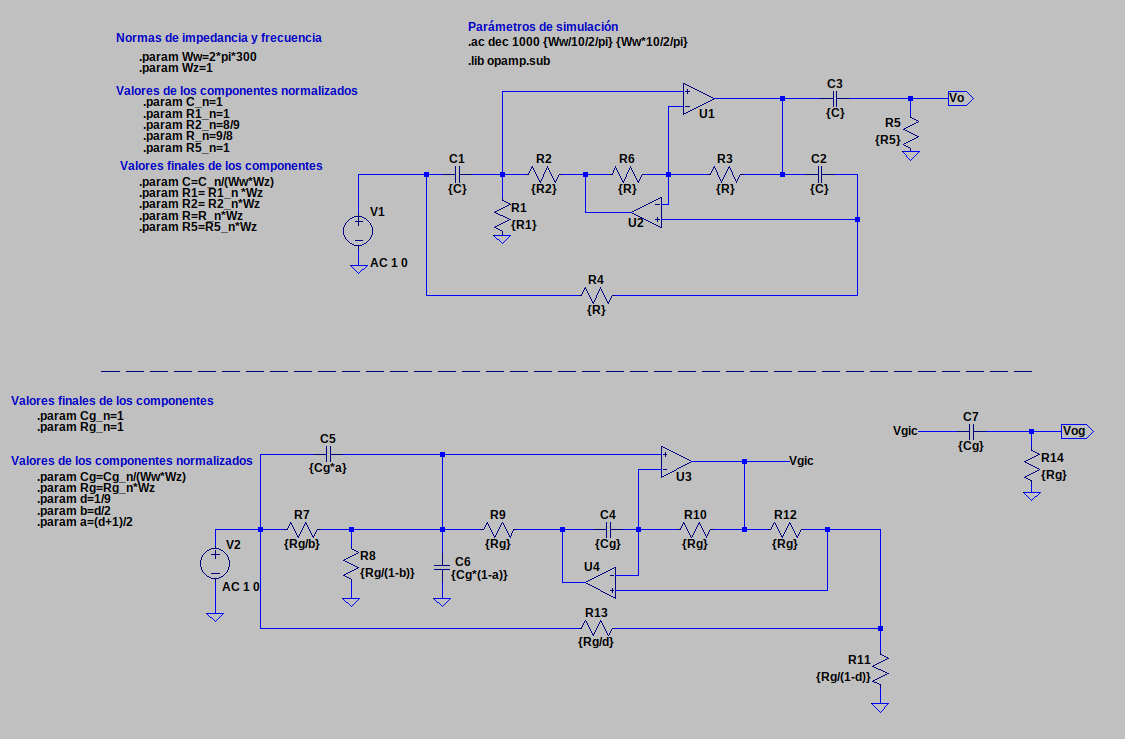 Normas de impedancia y frecuencia
.param Ww=2*pi*300
.param Wz=1
Valores de los componentes normalizados
.param C_n=1
.param R1_n=1
.param R2_n=8/9
.param R_n=9/8
.param R5_n=1
Valores finales de los componentes
.param C=C_n/(Ww*Wz)
.param R1= R1_n *Wz
.param R2= R2_n*Wz
.param R=R_n*Wz
.param R5=R5_n*Wz
Parámetros de simulación
.ac dec 1000 {Ww/10/2/pi} {Ww*10/2/pi}
.lib opamp.sub
V1
AC 1 0
C1
{C}
R1
{R1}
R2
{R2}
R6
{R}
U1
U2
R3
{R}
C2
{C}
C3
{C}
R5
{R5}
Vo
R4
{R}
Valores finales de los componentes
.param Cg_n=1
.param Rg_n=1
Valores de los componentes normalizados
.param Cg=Cg_n/(Ww*Wz)
.param Rg=Rg_n*Wz
.param d=1/9
.param b=d/2
.param a=(d+1)/2
V2
AC 1 0
C5
{Cg*a}
R7
{Rg/b}
R8
{Rg/(1-b)}
C6
{Cg*(1-a)}
R9
{Rg}
C4
{Cg}
U3
U4
R10
{Rg}
R12
{Rg}
Vgic
R13
{Rg/d}
R11
{Rg/(1-d)}
Vgic
C7
{Cg}
R14
{Rg}
Vog